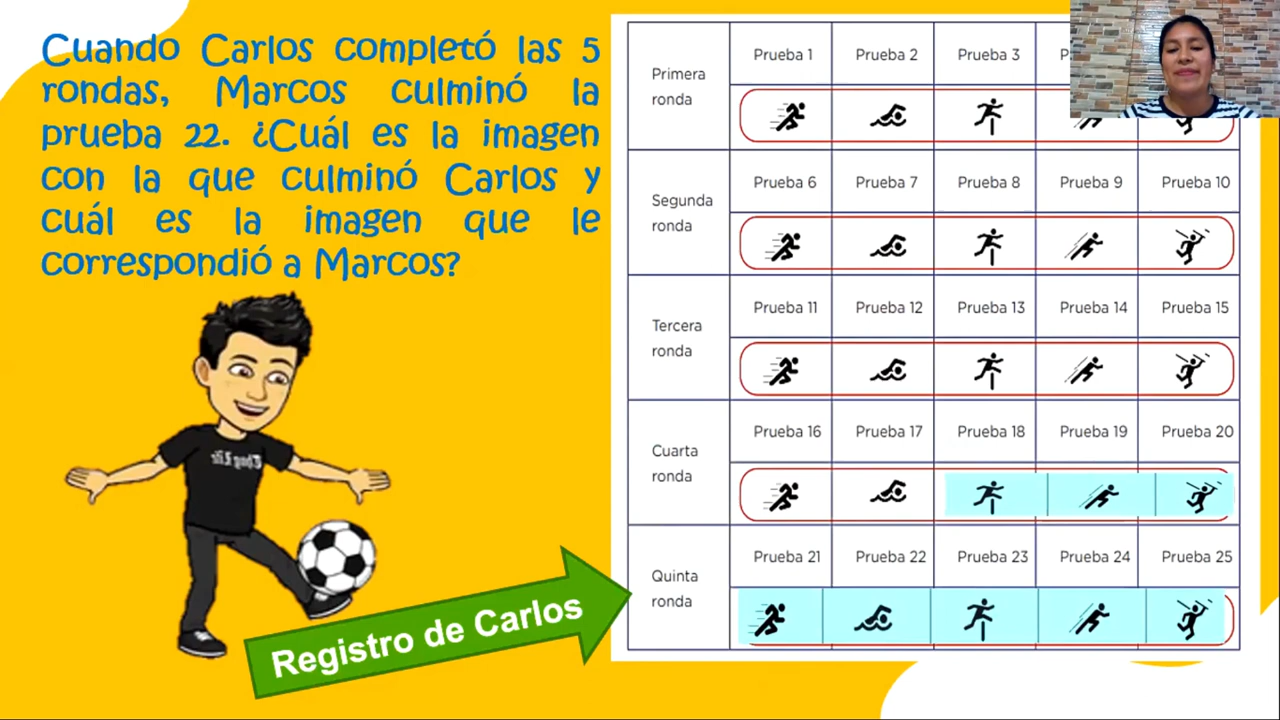 Cuando Carlos completó las 5
rondas, Marcos culminó la
prueba 22. ¿Cuál es la imagen
con la que culminó Carlos y
cuál es la imagen que le
correspondió a Marcos?
Registro de Carlos
Primera
ronda
Prueba 1 Prueba 2 Prueba 3
Segunda
ronda
Prueba 6 Prueba 7 Prueba 8 Prueba 9 Prueba 10
Tercera
ronda
Prueba 11 Prueba 12 Prueba 13 Prueba 14 Prueba 15
Cuarta
ronda
Prueba 16 Prueba 17 Prueba 18 Prueba 19 Prueba 20
Quinta
ronda
Prueba 21 Prueba 22 Prueba 23 Prueba 24 Prueba 25